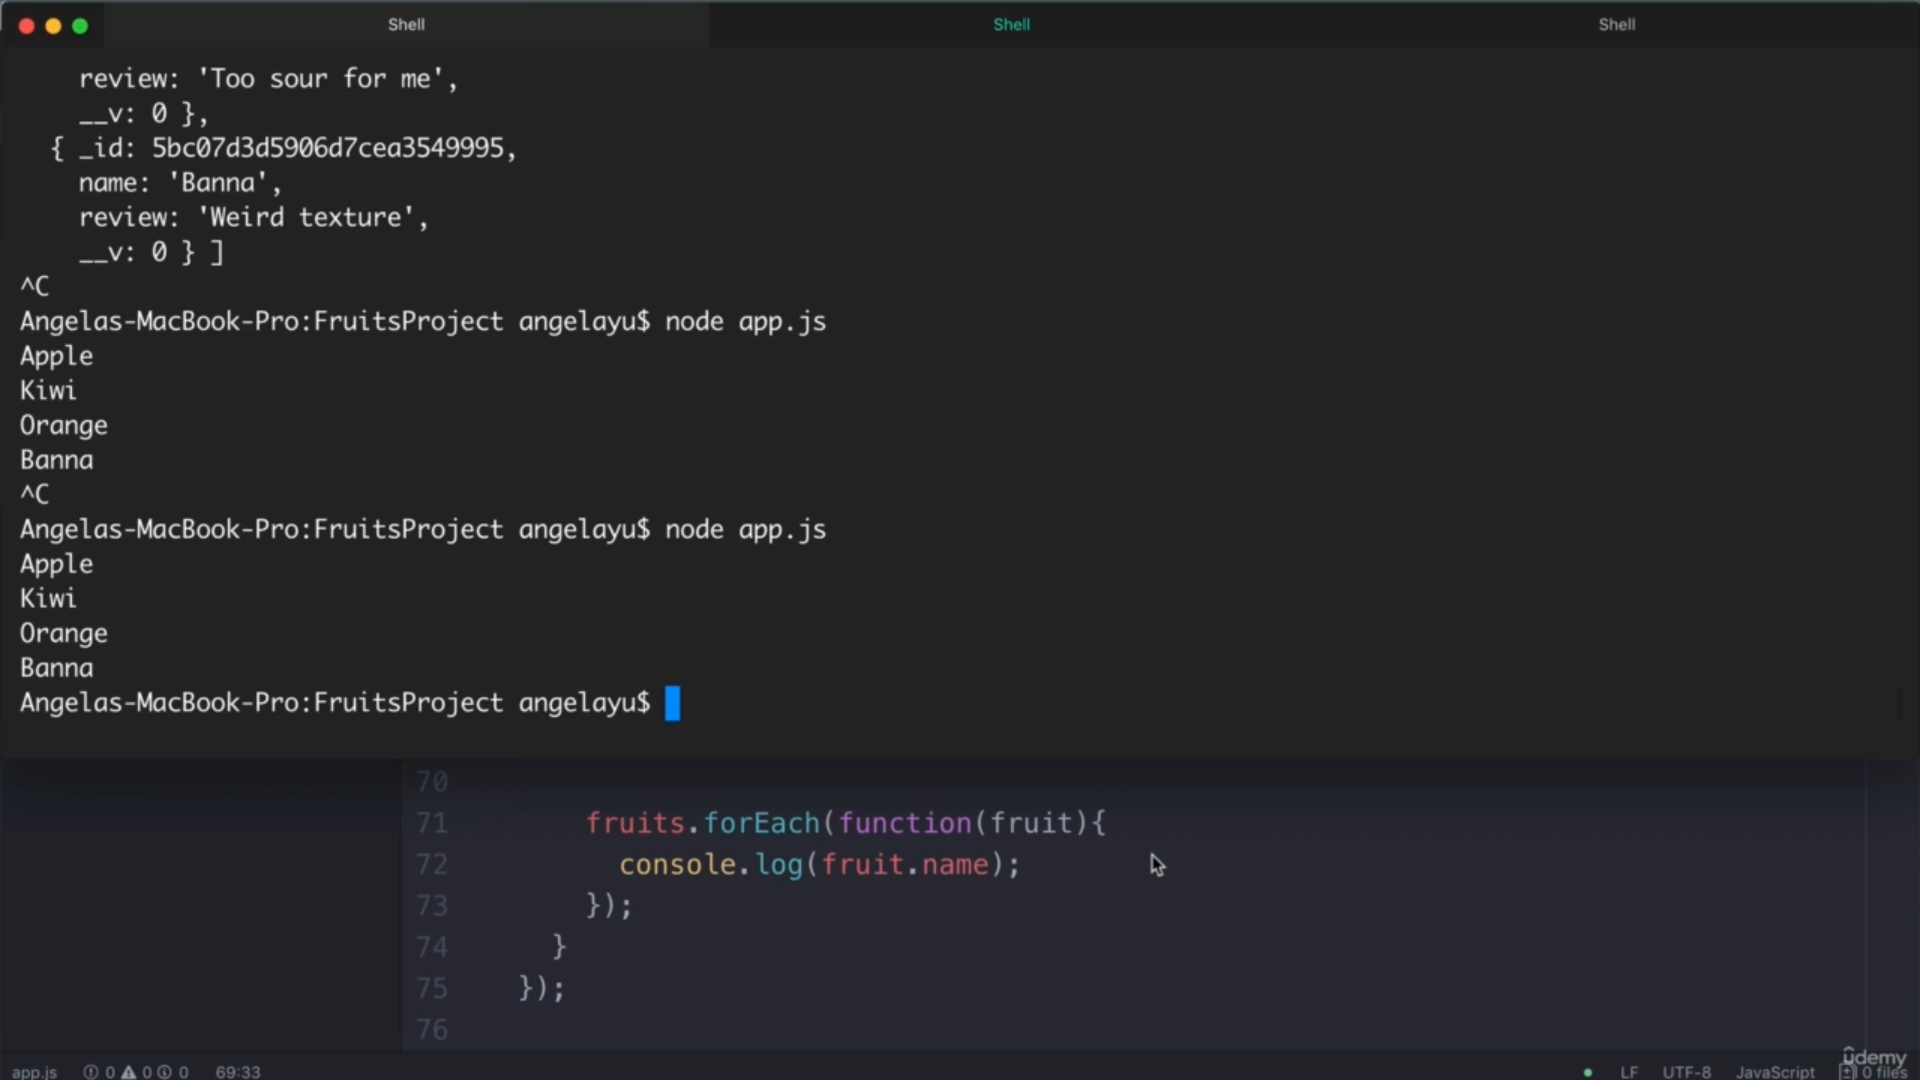 Shell
Shell
Shell
review: 'Too sour for me',
__v: 0 },
{ _id: 5bc07d3d5906d7cea3549995,
name: 'Banna',
review: 'Weird texture',
__v: 0 } ]
^C
Angelas-MacBook-Pro:FruitsProject angelayu$ node app.js
Apple
Kiwi
Orange
Banna
^C
Angelas-MacBook-Pro:FruitsProject angelayu$ node app.js
Apple
Kiwi
Orange
Banna
Angelas-MacBook-Pro:FruitsProject angelayu$
70
71 fruits.forEach(function(fruit){
72 console.log(fruit.name);
73 });
74 }
75 });
76
app.js 0 0 0 69:33 LF UTF-8 JavaScript 0 files
ûdemy